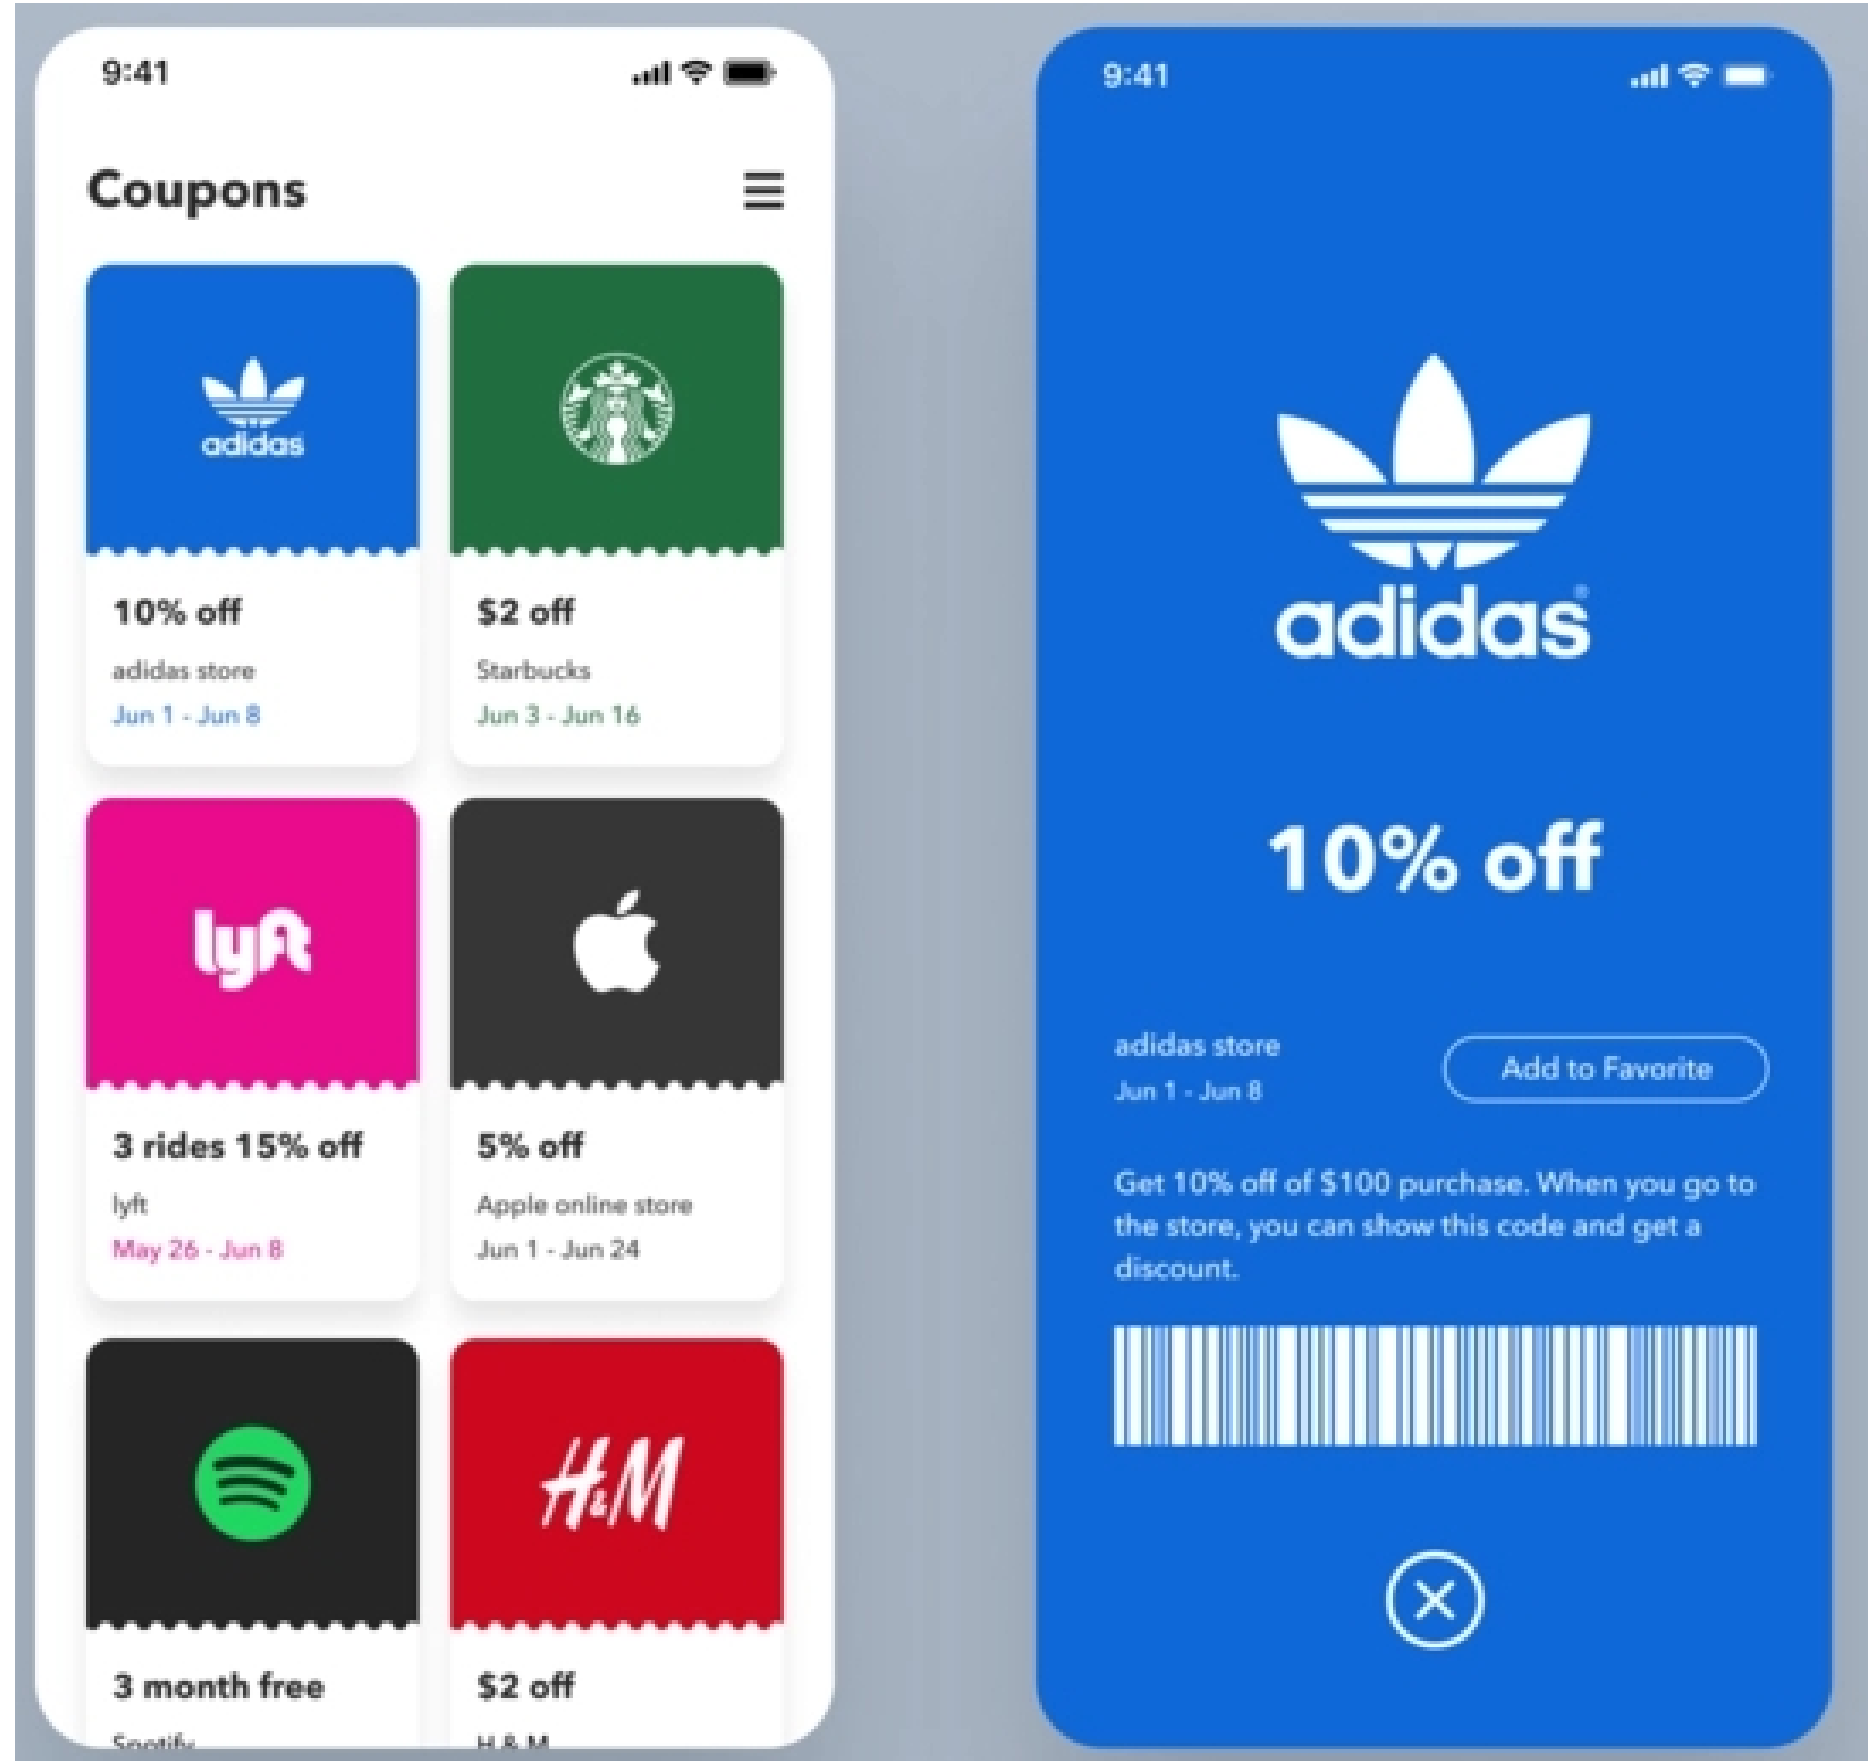 9:41
Coupons
adidas
10% off
adidas store
Jun 1 - Jun 8
$2 off
Starbucks
Jun 3 - Jun 16
lyft
3 rides 15% off
lyft
May 26 - Jun 8
5% off
Apple online store
Jun 1 - Jun 24
3 month free
Spotify
H&M
$2 off
H & M
9:41
adidas
10% off
adidas store
Jun 1 - Jun 8
Add to Favorite
Get 10% off of $100 purchase. When you go to
the store, you can show this code and get a
discount.